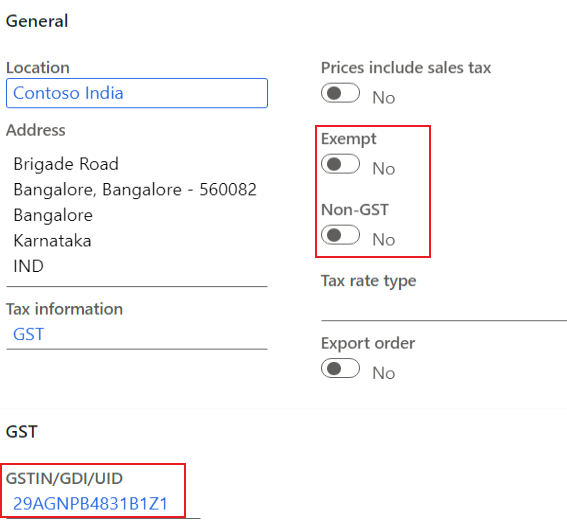 General
Location
Contoso India
Address
Brigade Road
Bangalore, Bangalore - 560082
Bangalore
Karnataka
IND
Tax information
GST
Prices include sales tax
No
Exempt
No
Non-GST
No
Tax rate type
Export order
No
GST
GSTIN/GDI/UID
29AGNPB4831B1Z1